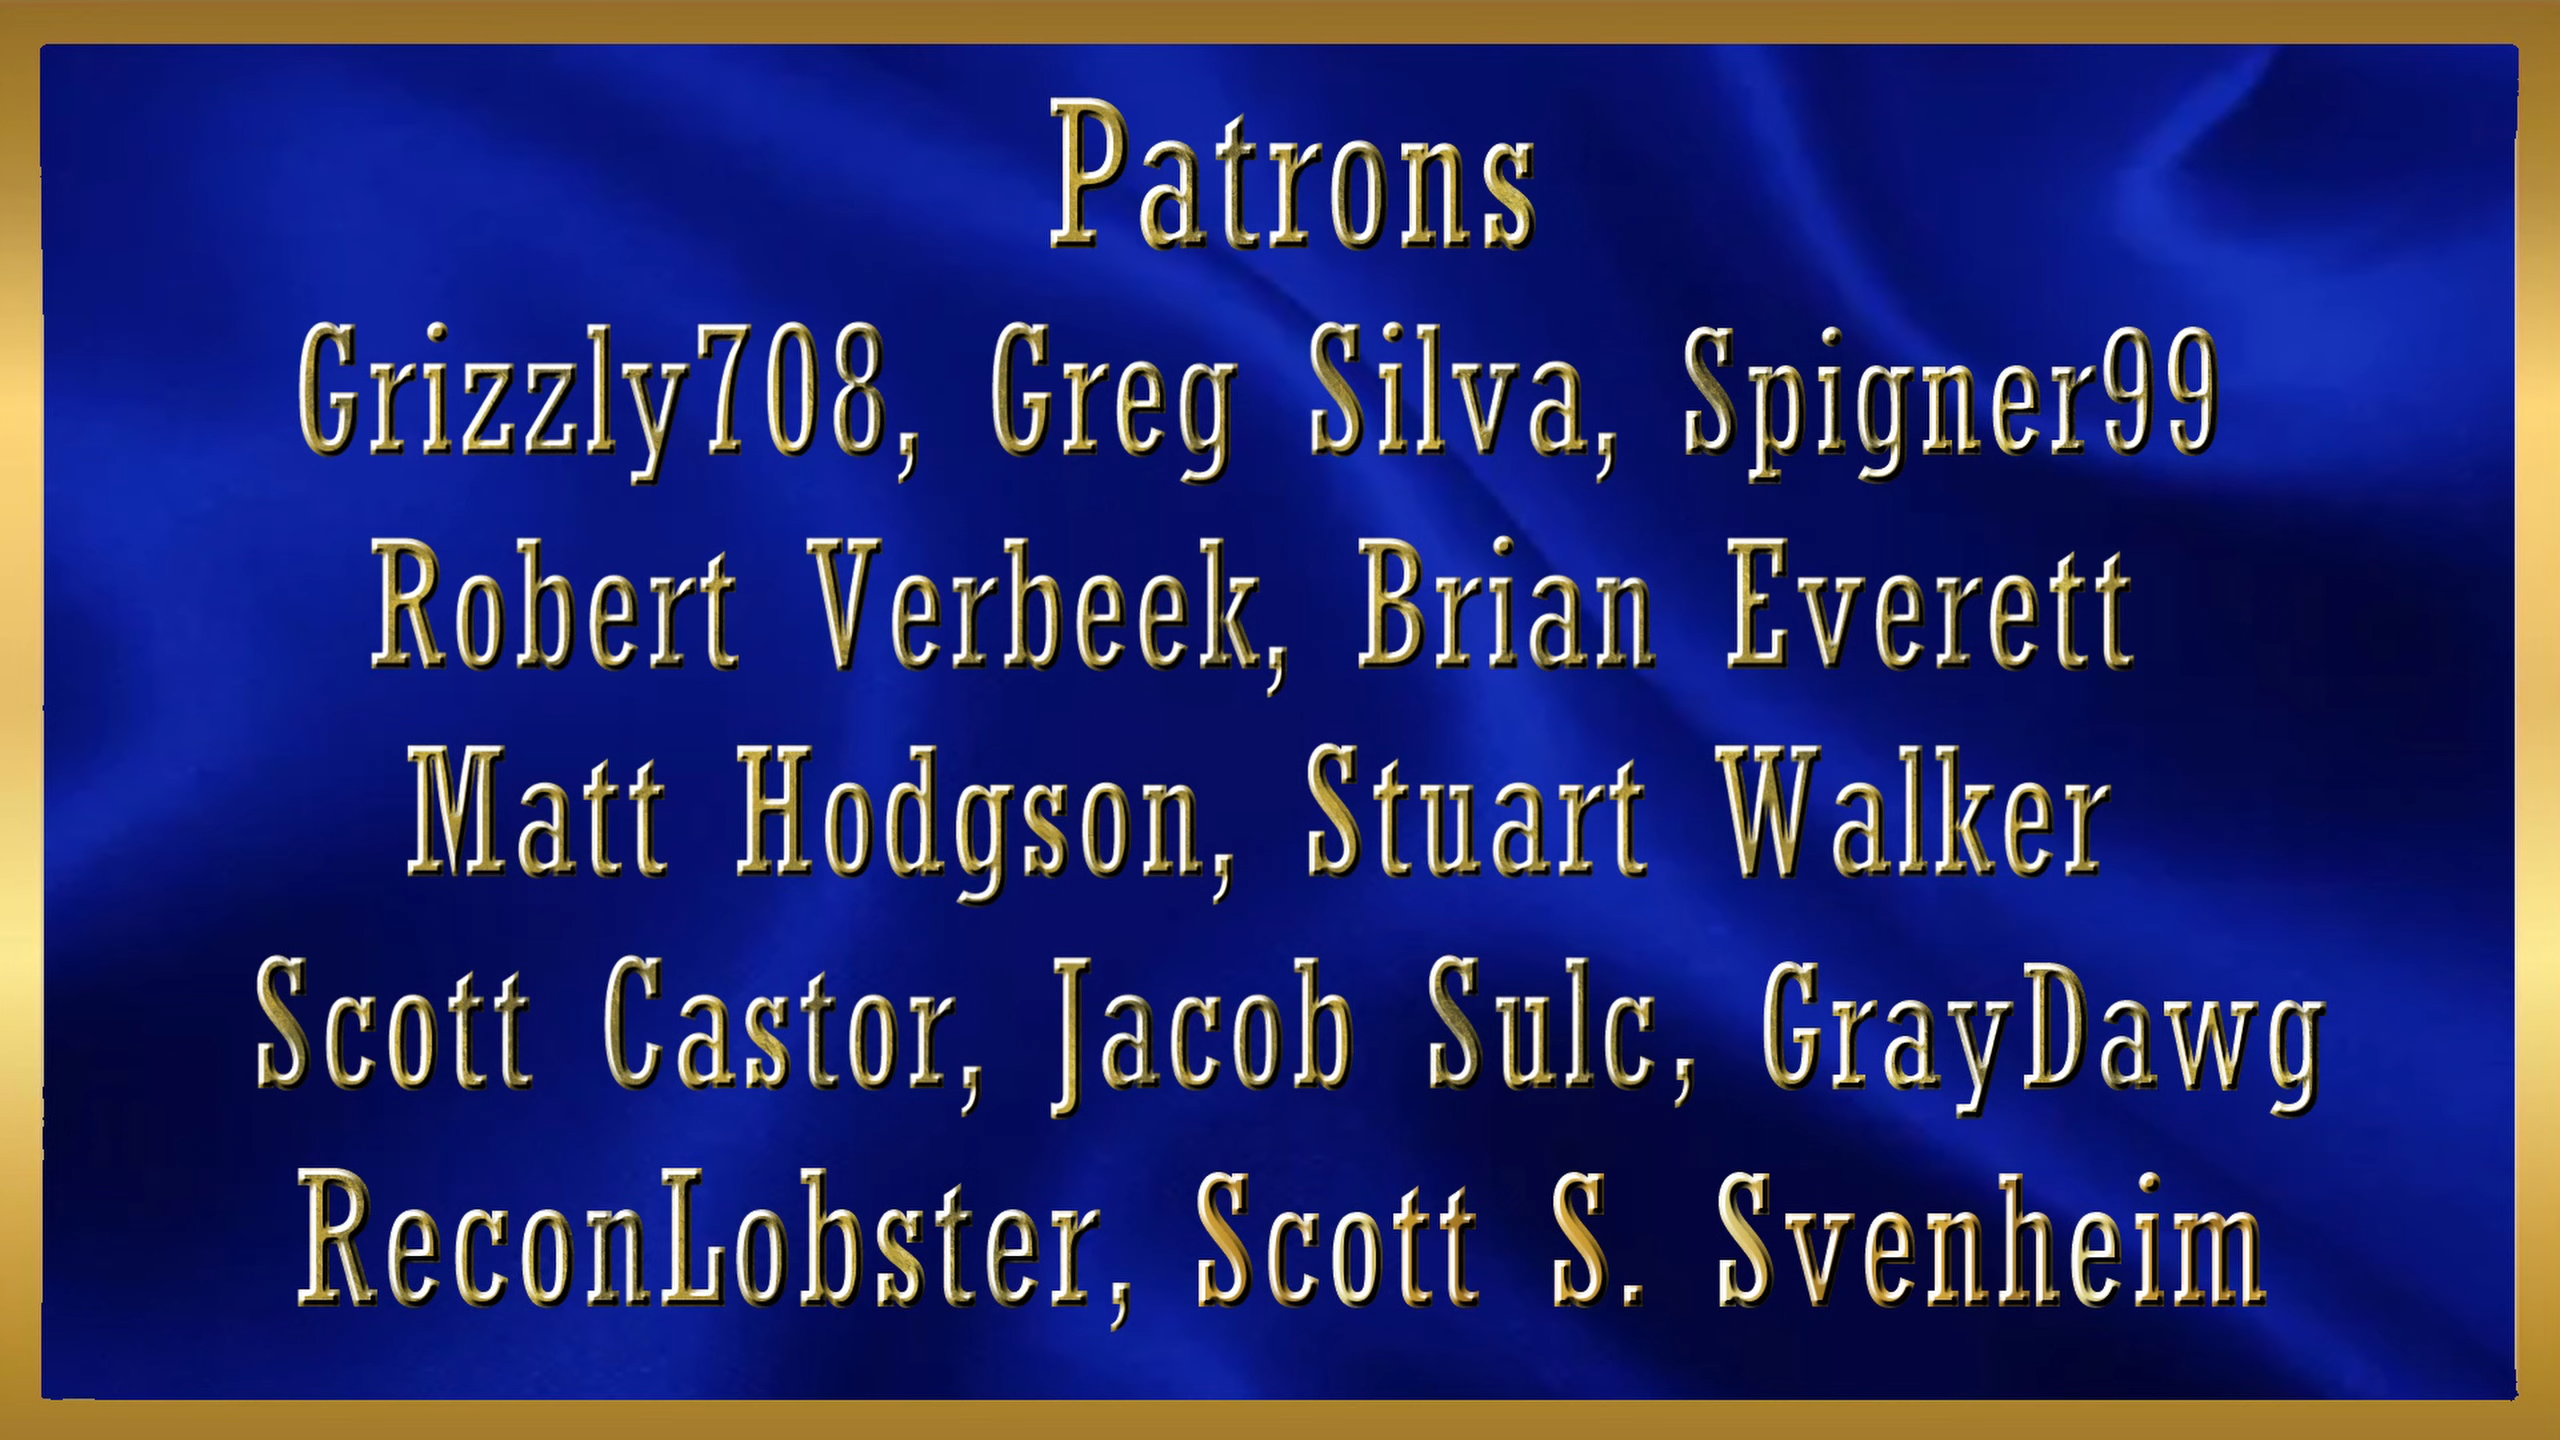 Patrons
Grizzly708, Greg Silva, Spigner99
Robert Verbeek, Brian Everett
Matt Hodgson, Stuart Walker
Scott Castor, Jacob Sulc, GrayDawg
ReconLobster, Scott S. Svenheim